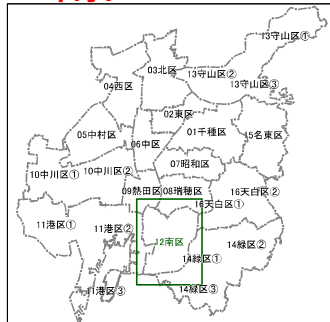 13守山区①
03北区
13守山区②
04西区
13守山区③
02東区
01千種区
05中村区
15名東区
06中区
07昭和区
10中川区①
10中川区②
09熱田区
08瑞穂区
16天白区②
16天白区①
11港区①
11港区②
12南区
14緑区②
14緑区①
11港区③
14緑区③